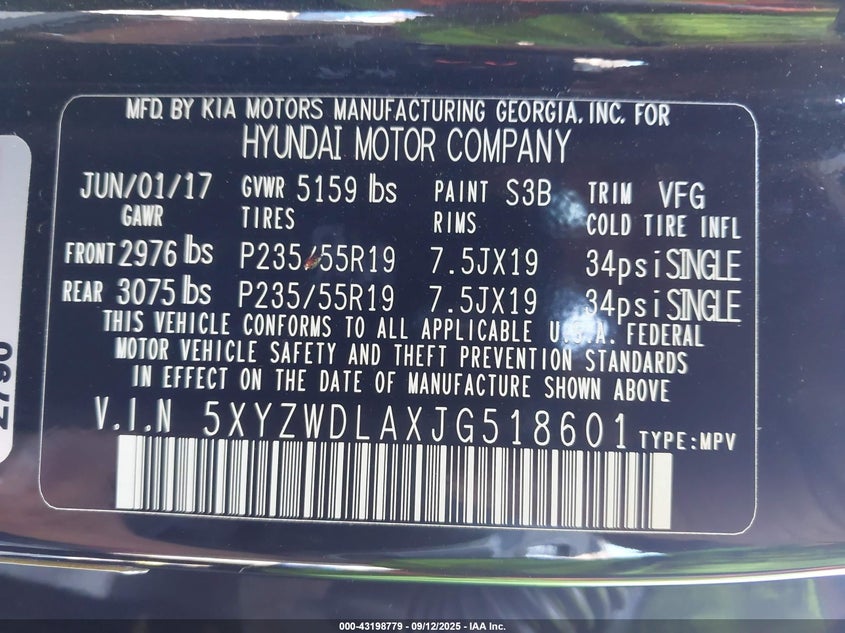 MFD. BY KIA MOTORS MANUFACTURING GEORGIA, INC. FOR
HYUNDAI MOTOR COMPANY
JUN/01/17 GVWR 5159 lbs PAINT S3B TRIM VFG
GAWR TIRES RIMS COLD TIRE INFL
FRONT 2976 lbs P235/55R19 7.5JX19 34psi SINGLE
REAR 3075 lbs P235/55R19 7.5JX19 34psi SINGLE
THIS VEHICLE CONFORMS TO ALL APPLICABLE U.S.A. FEDERAL
MOTOR VEHICLE SAFETY AND THEFT PREVENTION STANDARDS
IN EFFECT ON THE DATE OF MANUFACTURE SHOWN ABOVE
V.I.N 5XYZWDLAXJG518601 TYPE:MPV
000-43198779 - 09/12/2025 - IAA Inc.